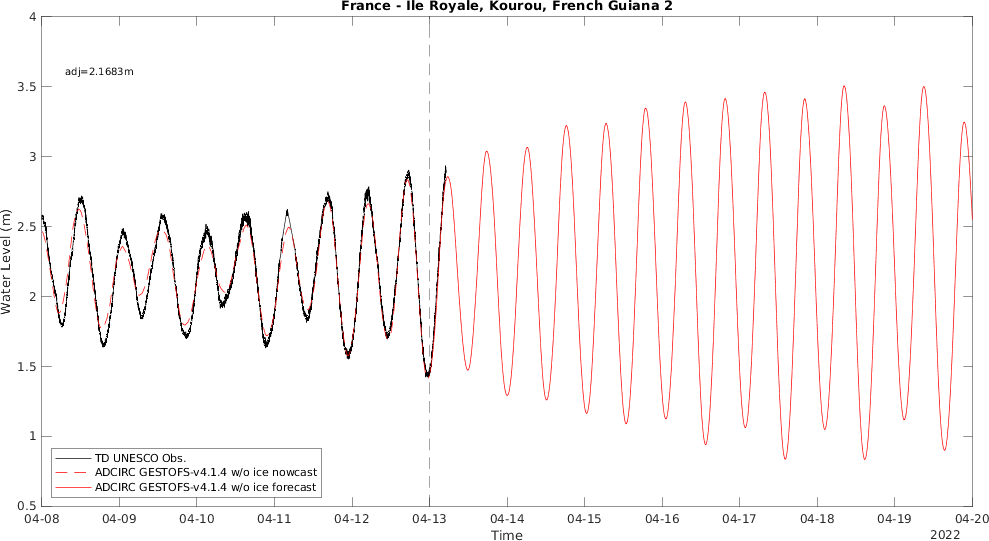 France - Ile Royale, Kourou, French Guiana 2
4
adj=2.1683m
3.5
3
2.5
2
1.5
1
0.5
Water Level (m)
TD UNESCO Obs.
ADCIRC GESTOFS-v4.1.4 w/o ice nowcast
ADCIRC GESTOFS-v4.1.4 w/o ice forecast
04-08 04-09 04-10 04-11 04-12 04-13 04-14 04-15 04-16 04-17 04-18 04-19 04-20
Time
2022